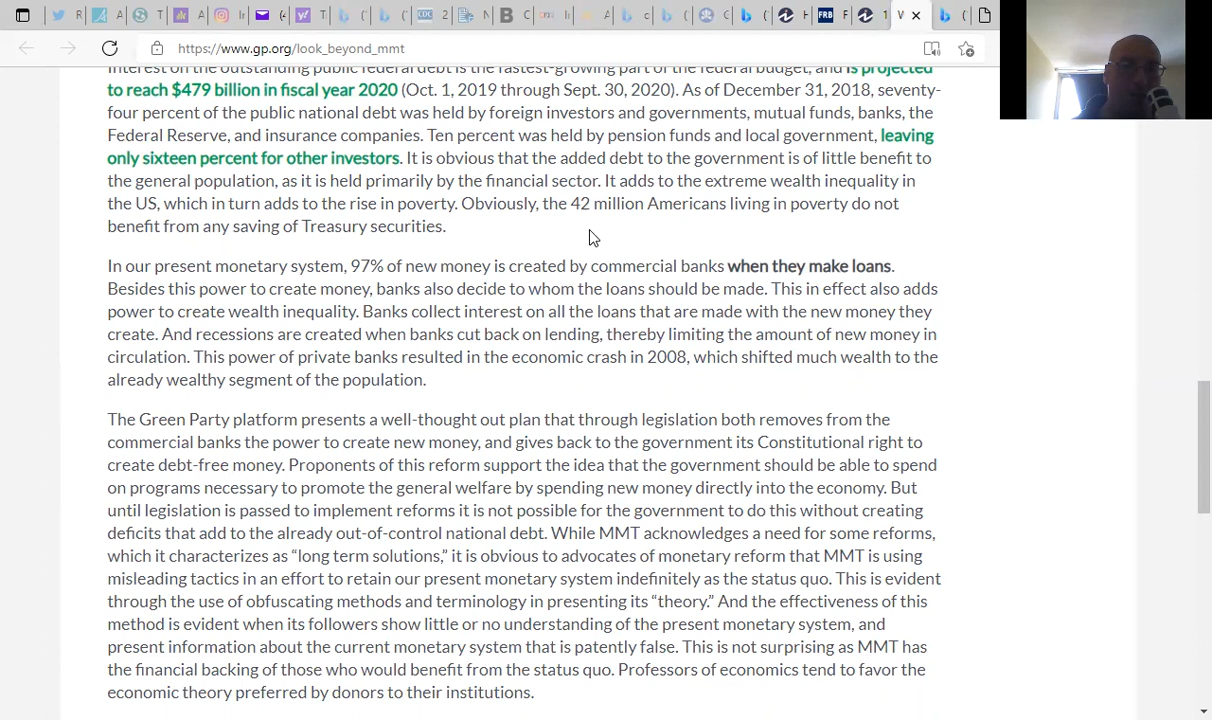 https://www.gp.org/look_beyond_mmt
FRB
CDC
Interest on the outstanding public federal debt is the fastest-growing part of the federal budget, and is projected
to reach $479 billion in fiscal year 2020 (Oct. 1, 2019 through Sept. 30, 2020). As of December 31, 2018, seventy-
four percent of the public national debt was held by foreign investors and governments, mutual funds, banks, the
Federal Reserve, and insurance companies. Ten percent was held by pension funds and local government, leaving
only sixteen percent for other investors. It is obvious that the added debt to the government is of little benefit to
the general population, as it is held primarily by the financial sector. It adds to the extreme wealth inequality in
the US, which in turn adds to the rise in poverty. Obviously, the 42 million Americans living in poverty do not
benefit from any saving of Treasury securities.
In our present monetary system, 97% of new money is created by commercial banks when they make loans.
Besides this power to create money, banks also decide to whom the loans should be made. This in effect also adds
power to create wealth inequality. Banks collect interest on all the loans that are made with the new money they
create. And recessions are created when banks cut back on lending, thereby limiting the amount of new money in
circulation. This power of private banks resulted in the economic crash in 2008, which shifted much wealth to the
already wealthy segment of the population.
The Green Party platform presents a well-thought out plan that through legislation both removes from the
commercial banks the power to create new money, and gives back to the government its Constitutional right to
create debt-free money. Proponents of this reform support the idea that the government should be able to spend
on programs necessary to promote the general welfare by spending new money directly into the economy. But
until legislation is passed to implement reforms it is not possible for the government to do this without creating
deficits that add to the already out-of-control national debt. While MMT acknowledges a need for some reforms,
which it characterizes as “long term solutions,” it is obvious to advocates of monetary reform that MMT is using
misleading tactics in an effort to retain our present monetary system indefinitely as the status quo. This is evident
through the use of obfuscating methods and terminology in presenting its “theory.” And the effectiveness of this
method is evident when its followers show little or no understanding of the present monetary system, and
present information about the current monetary system that is patently false. This is not surprising as MMT has
the financial backing of those who would benefit from the status quo. Professors of economics tend to favor the
economic theory preferred by donors to their institutions.